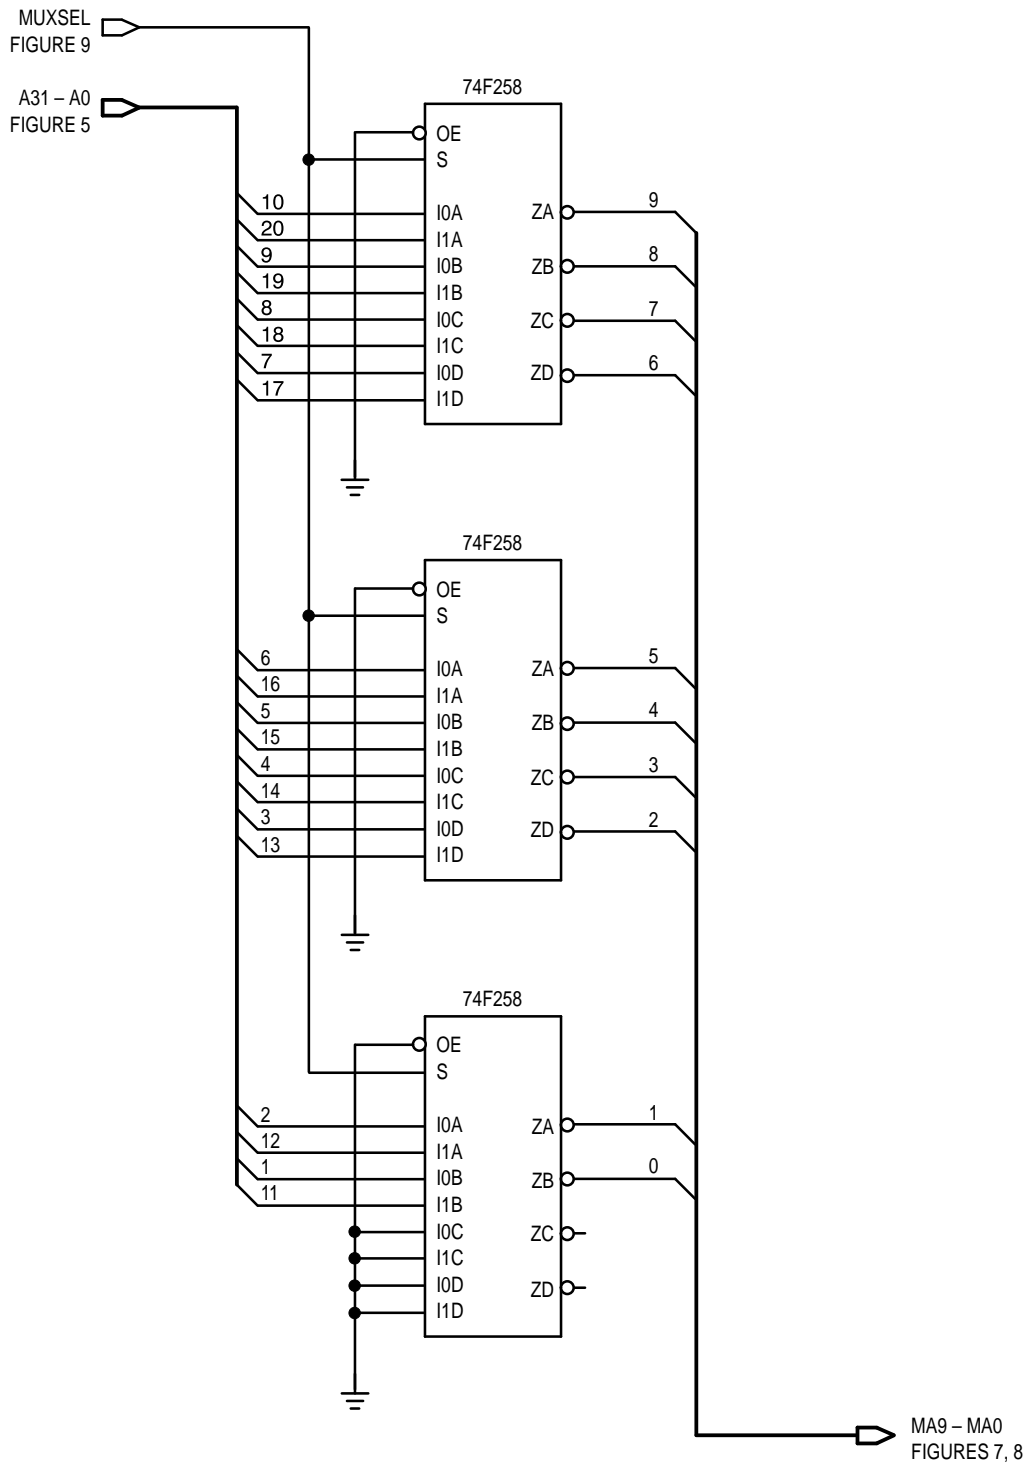 MUXSEL
FIGURE 9
A31 – A0
FIGURE 5
74F258
OE
S
10 I0A ZA 9
20 I1A
9 I0B ZB 8
19 I1B
8 I0C ZC 7
18 I1C
7 I0D ZD 6
17 I1D
74F258
OE
S
6 I0A ZA 5
16 I1A
5 I0B ZB 4
15 I1B
4 I0C ZC 3
14 I1C
3 I0D ZD 2
13 I1D
74F258
OE
S
2 I0A ZA 1
12 I1A
1 I0B ZB 0
11 I1B
I0C ZC
I1C
I0D ZD
I1D
MA9 – MA0
FIGURES 7, 8